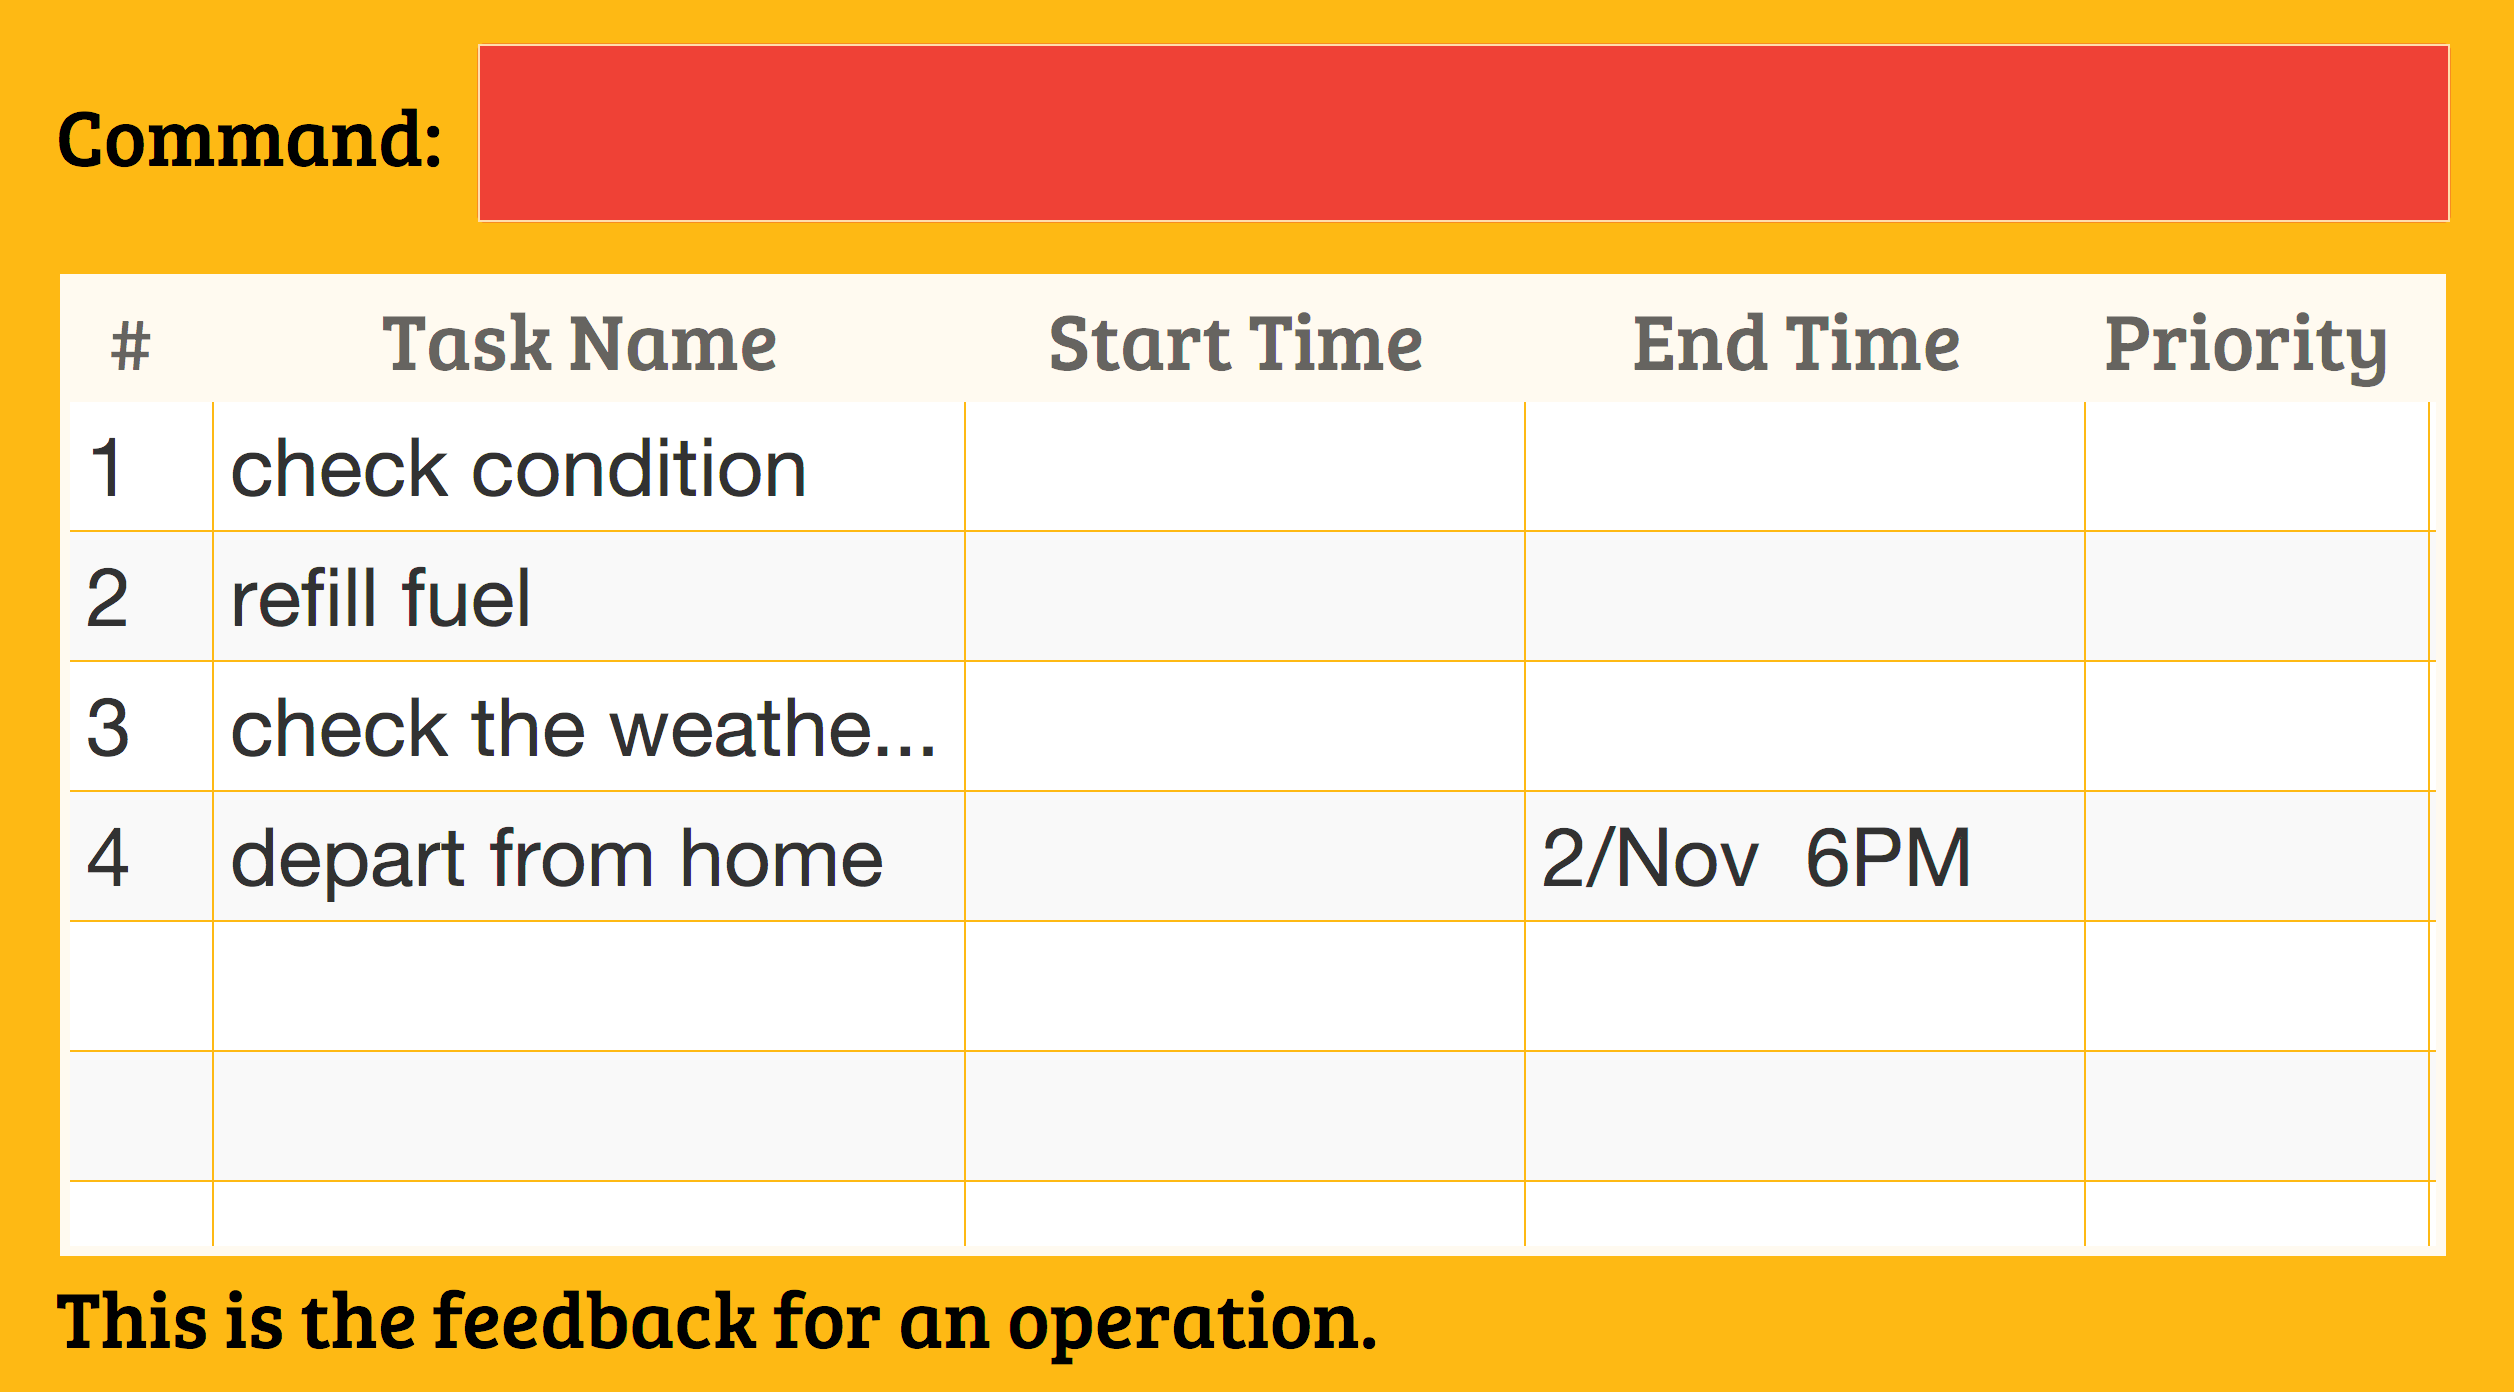 Command:
# Task Name Start Time End Time Priority
1 check condition
2 refill fuel
3 check the weathe...
4 depart from home 2/Nov 6PM
This is the feedback for an operation.